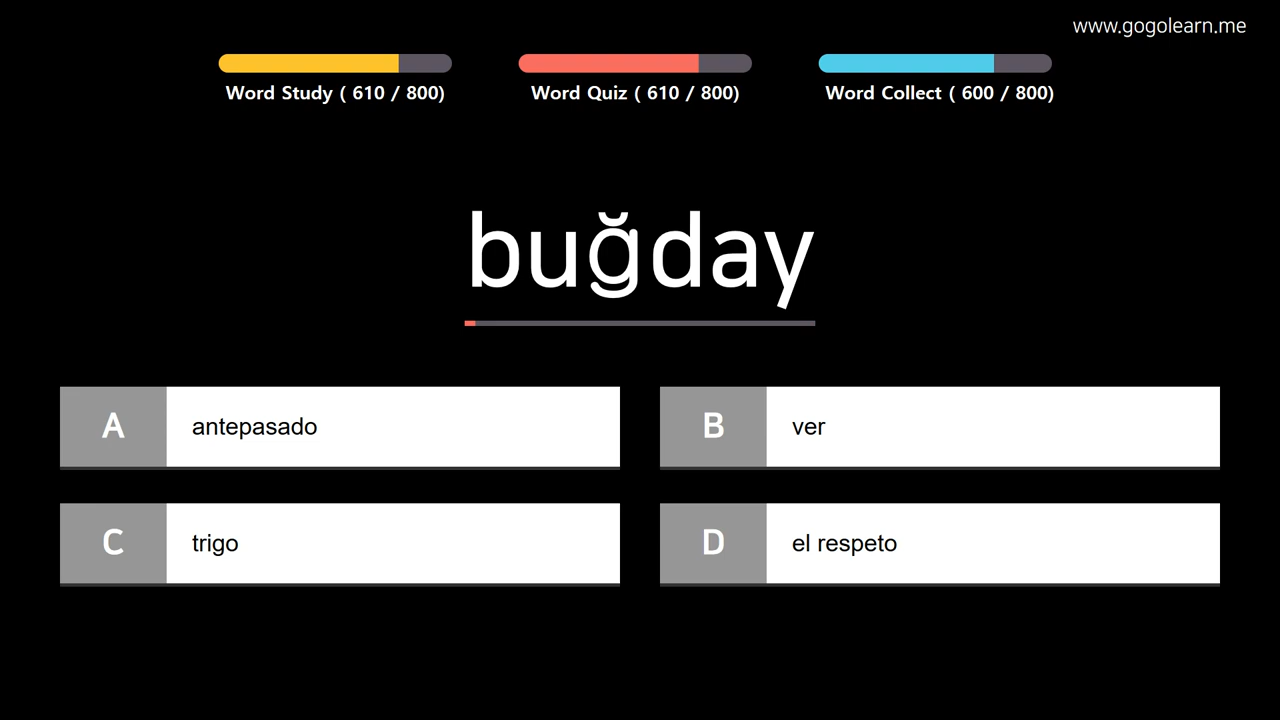 www.gogolearn.me
Word Study ( 610 / 800)
Word Quiz ( 610 / 800)
Word Collect ( 600 / 800)
buğday
A antepasado
B ver
C trigo
D el respeto